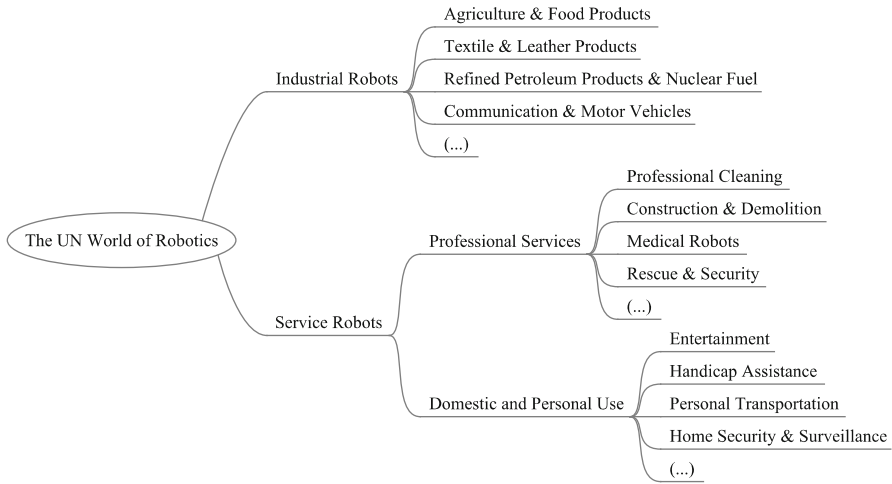 The UN World of Robotics
Industrial Robots
Agriculture & Food Products
Textile & Leather Products
Refined Petroleum Products & Nuclear Fuel
Communication & Motor Vehicles
(...)
Service Robots
Professional Services
Professional Cleaning
Construction & Demolition
Medical Robots
Rescue & Security
(...)
Domestic and Personal Use
Entertainment
Handicap Assistance
Personal Transportation
Home Security & Surveillance
(...)